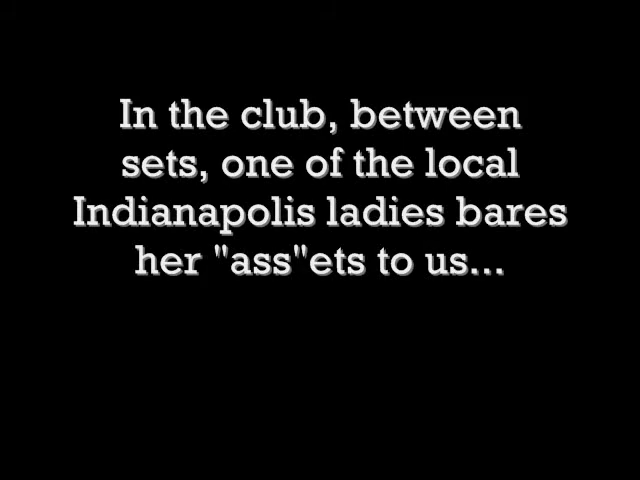 In the club, between
sets, one of the local
Indianapolis ladies bares
her "ass"ets to us...